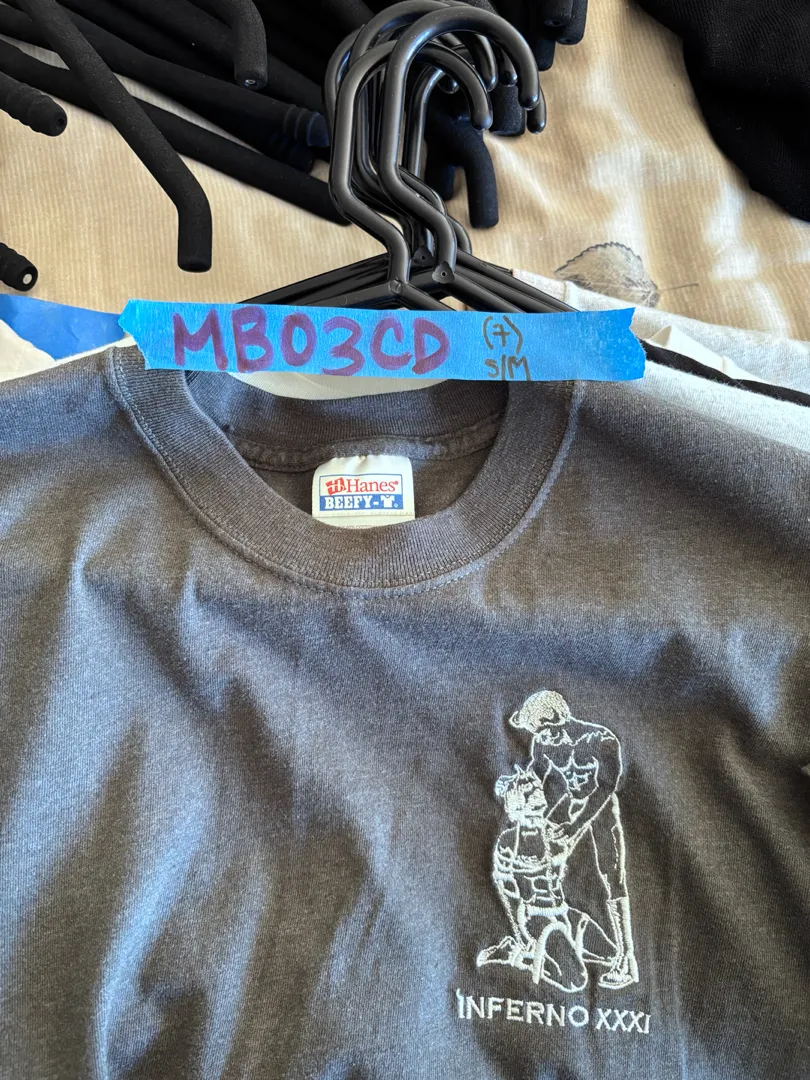 MB03CD (7)
S/M
Hanes
BEEFY-T
INFERNO XXXI